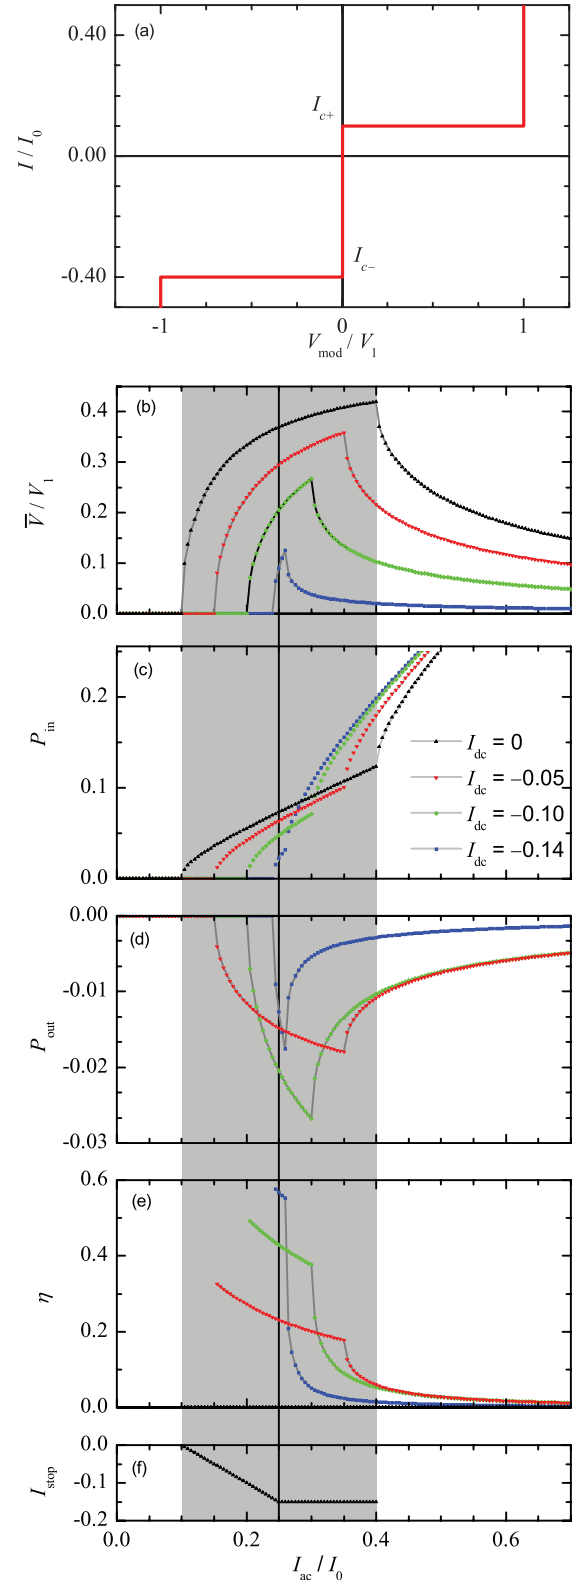 (a)
0.40
0.00
-0.40
I / I0
Ic+
Ic−
-1
0
1
Vmod / V1
(b)
0.4
0.3
0.2
0.1
0.0
V̅ / V1
(c)
0.2
0.1
0.0
Pin
Idc = 0
Idc = −0.05
Idc = −0.10
Idc = −0.14
(d)
0.00
-0.01
-0.02
-0.03
Pout
(e)
0.6
0.4
0.2
0.0
η
(f)
0.0
-0.1
-0.2
Istop
0.0
0.2
0.4
0.6
Iac / I0